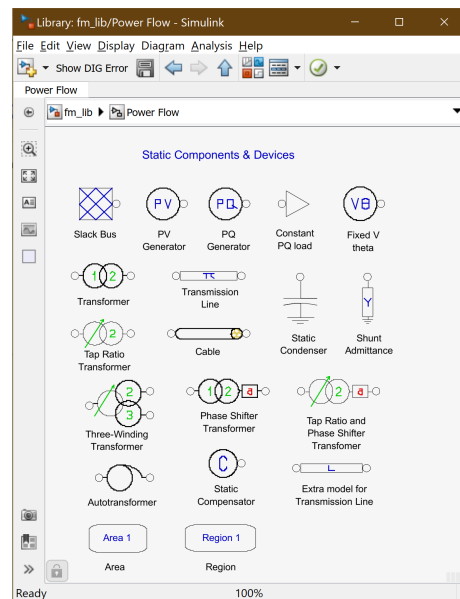 Library: fm_lib/Power Flow - Simulink
File Edit View Display Diagram Analysis Help
Show DIG Error
Power Flow
fm_lib Power Flow
Static Components & Devices
PV
PQ
Vθ
Slack Bus
PV
Generator
PQ
Generator
Constant
PQ load
Fixed V
theta
1 2
Transformer
π
Transmission
Line
2
Tap Ratio
Transformer
Cable
Static
Condenser
Y
Shunt
Admittance
2
3
Three-Winding
Transformer
1 2 a
Phase Shifter
Transformer
2 a
Tap Ratio and
Phase Shifter
Transfomer
Autotransformer
C
Static
Compensator
L
Extra model for
Transmission Line
Area 1
Area
Region 1
Region
Ready 100%